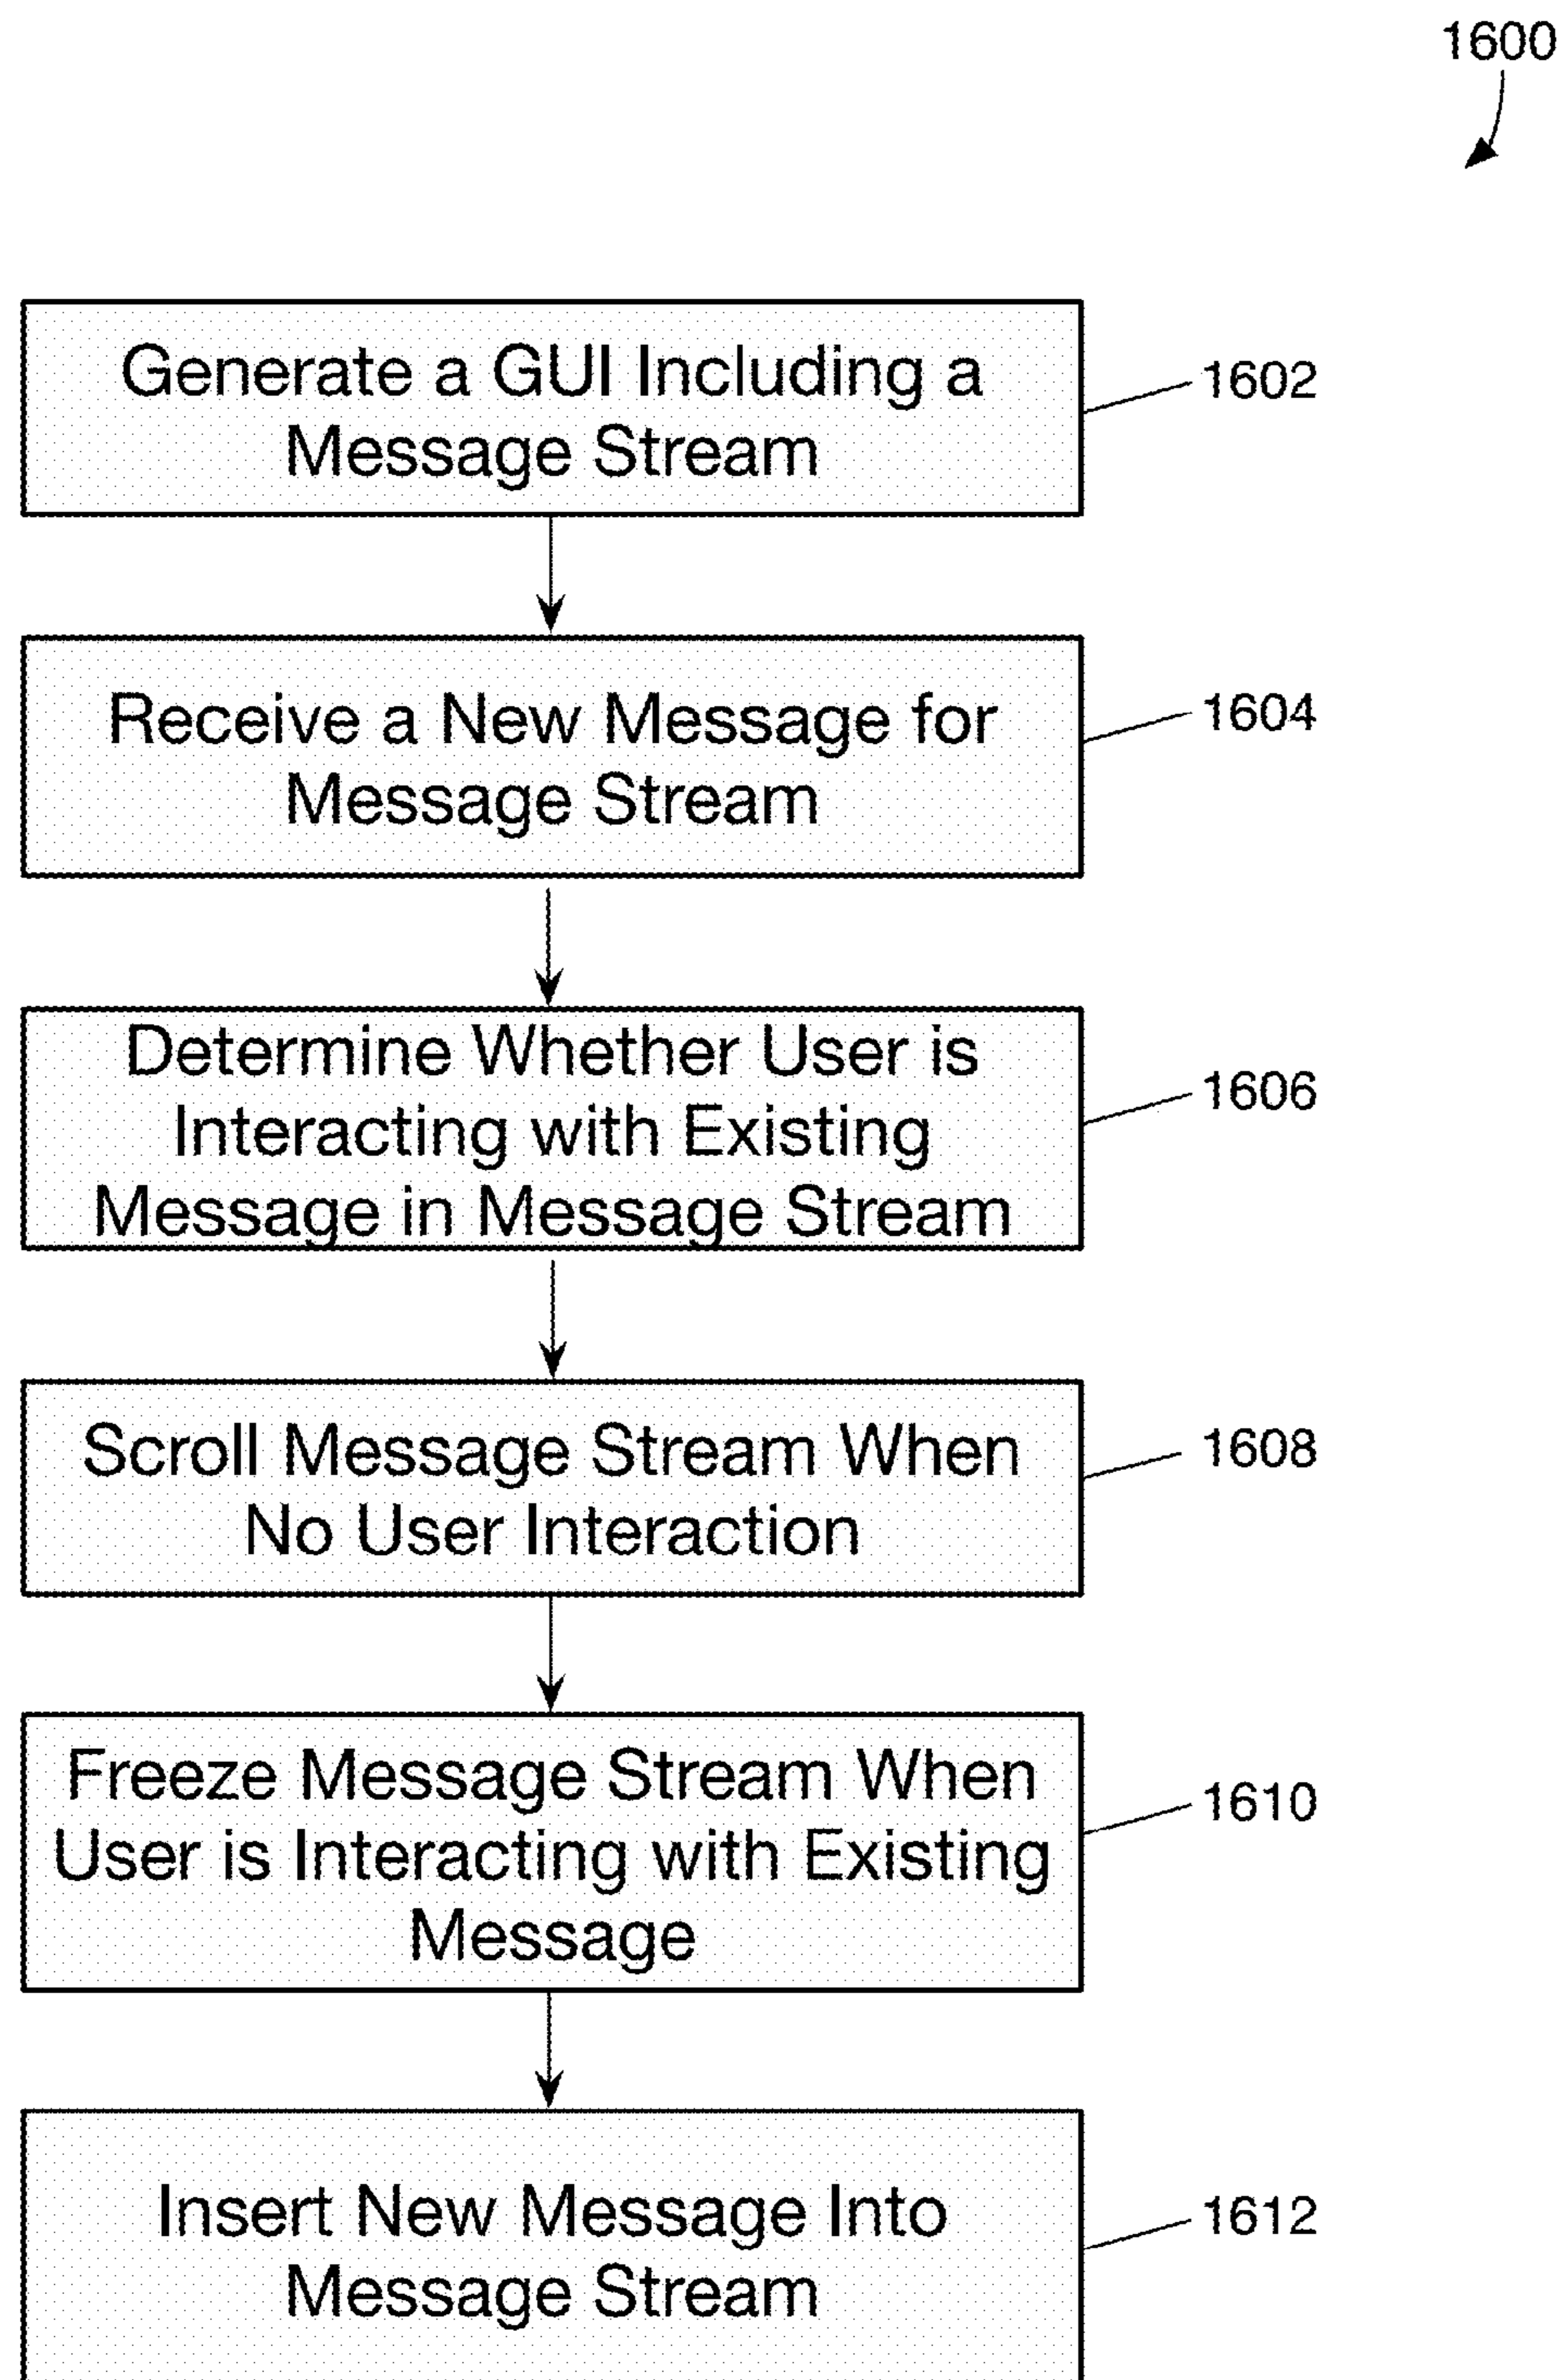 1600
Generate a GUI Including a
Message Stream
1602
Receive a New Message for
Message Stream
1604
Determine Whether User is
Interacting with Existing
Message in Message Stream
1606
Scroll Message Stream When
No User Interaction
1608
Freeze Message Stream When
User is Interacting with Existing
Message
1610
Insert New Message Into
Message Stream
1612